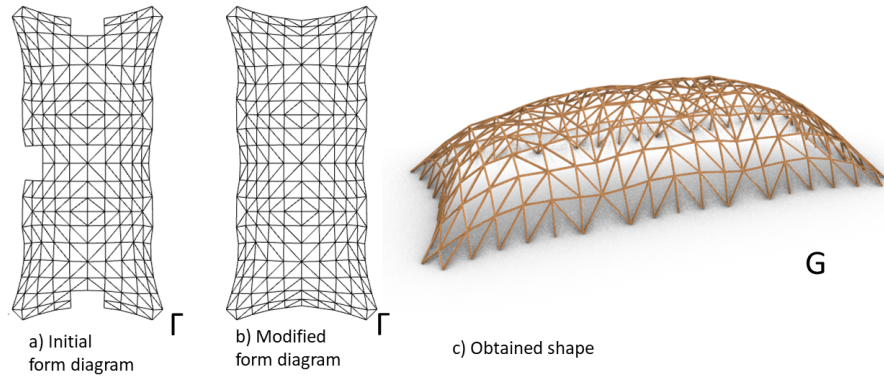 G
Γ
Γ
a) Initial
form diagram
b) Modified
form diagram
c) Obtained shape